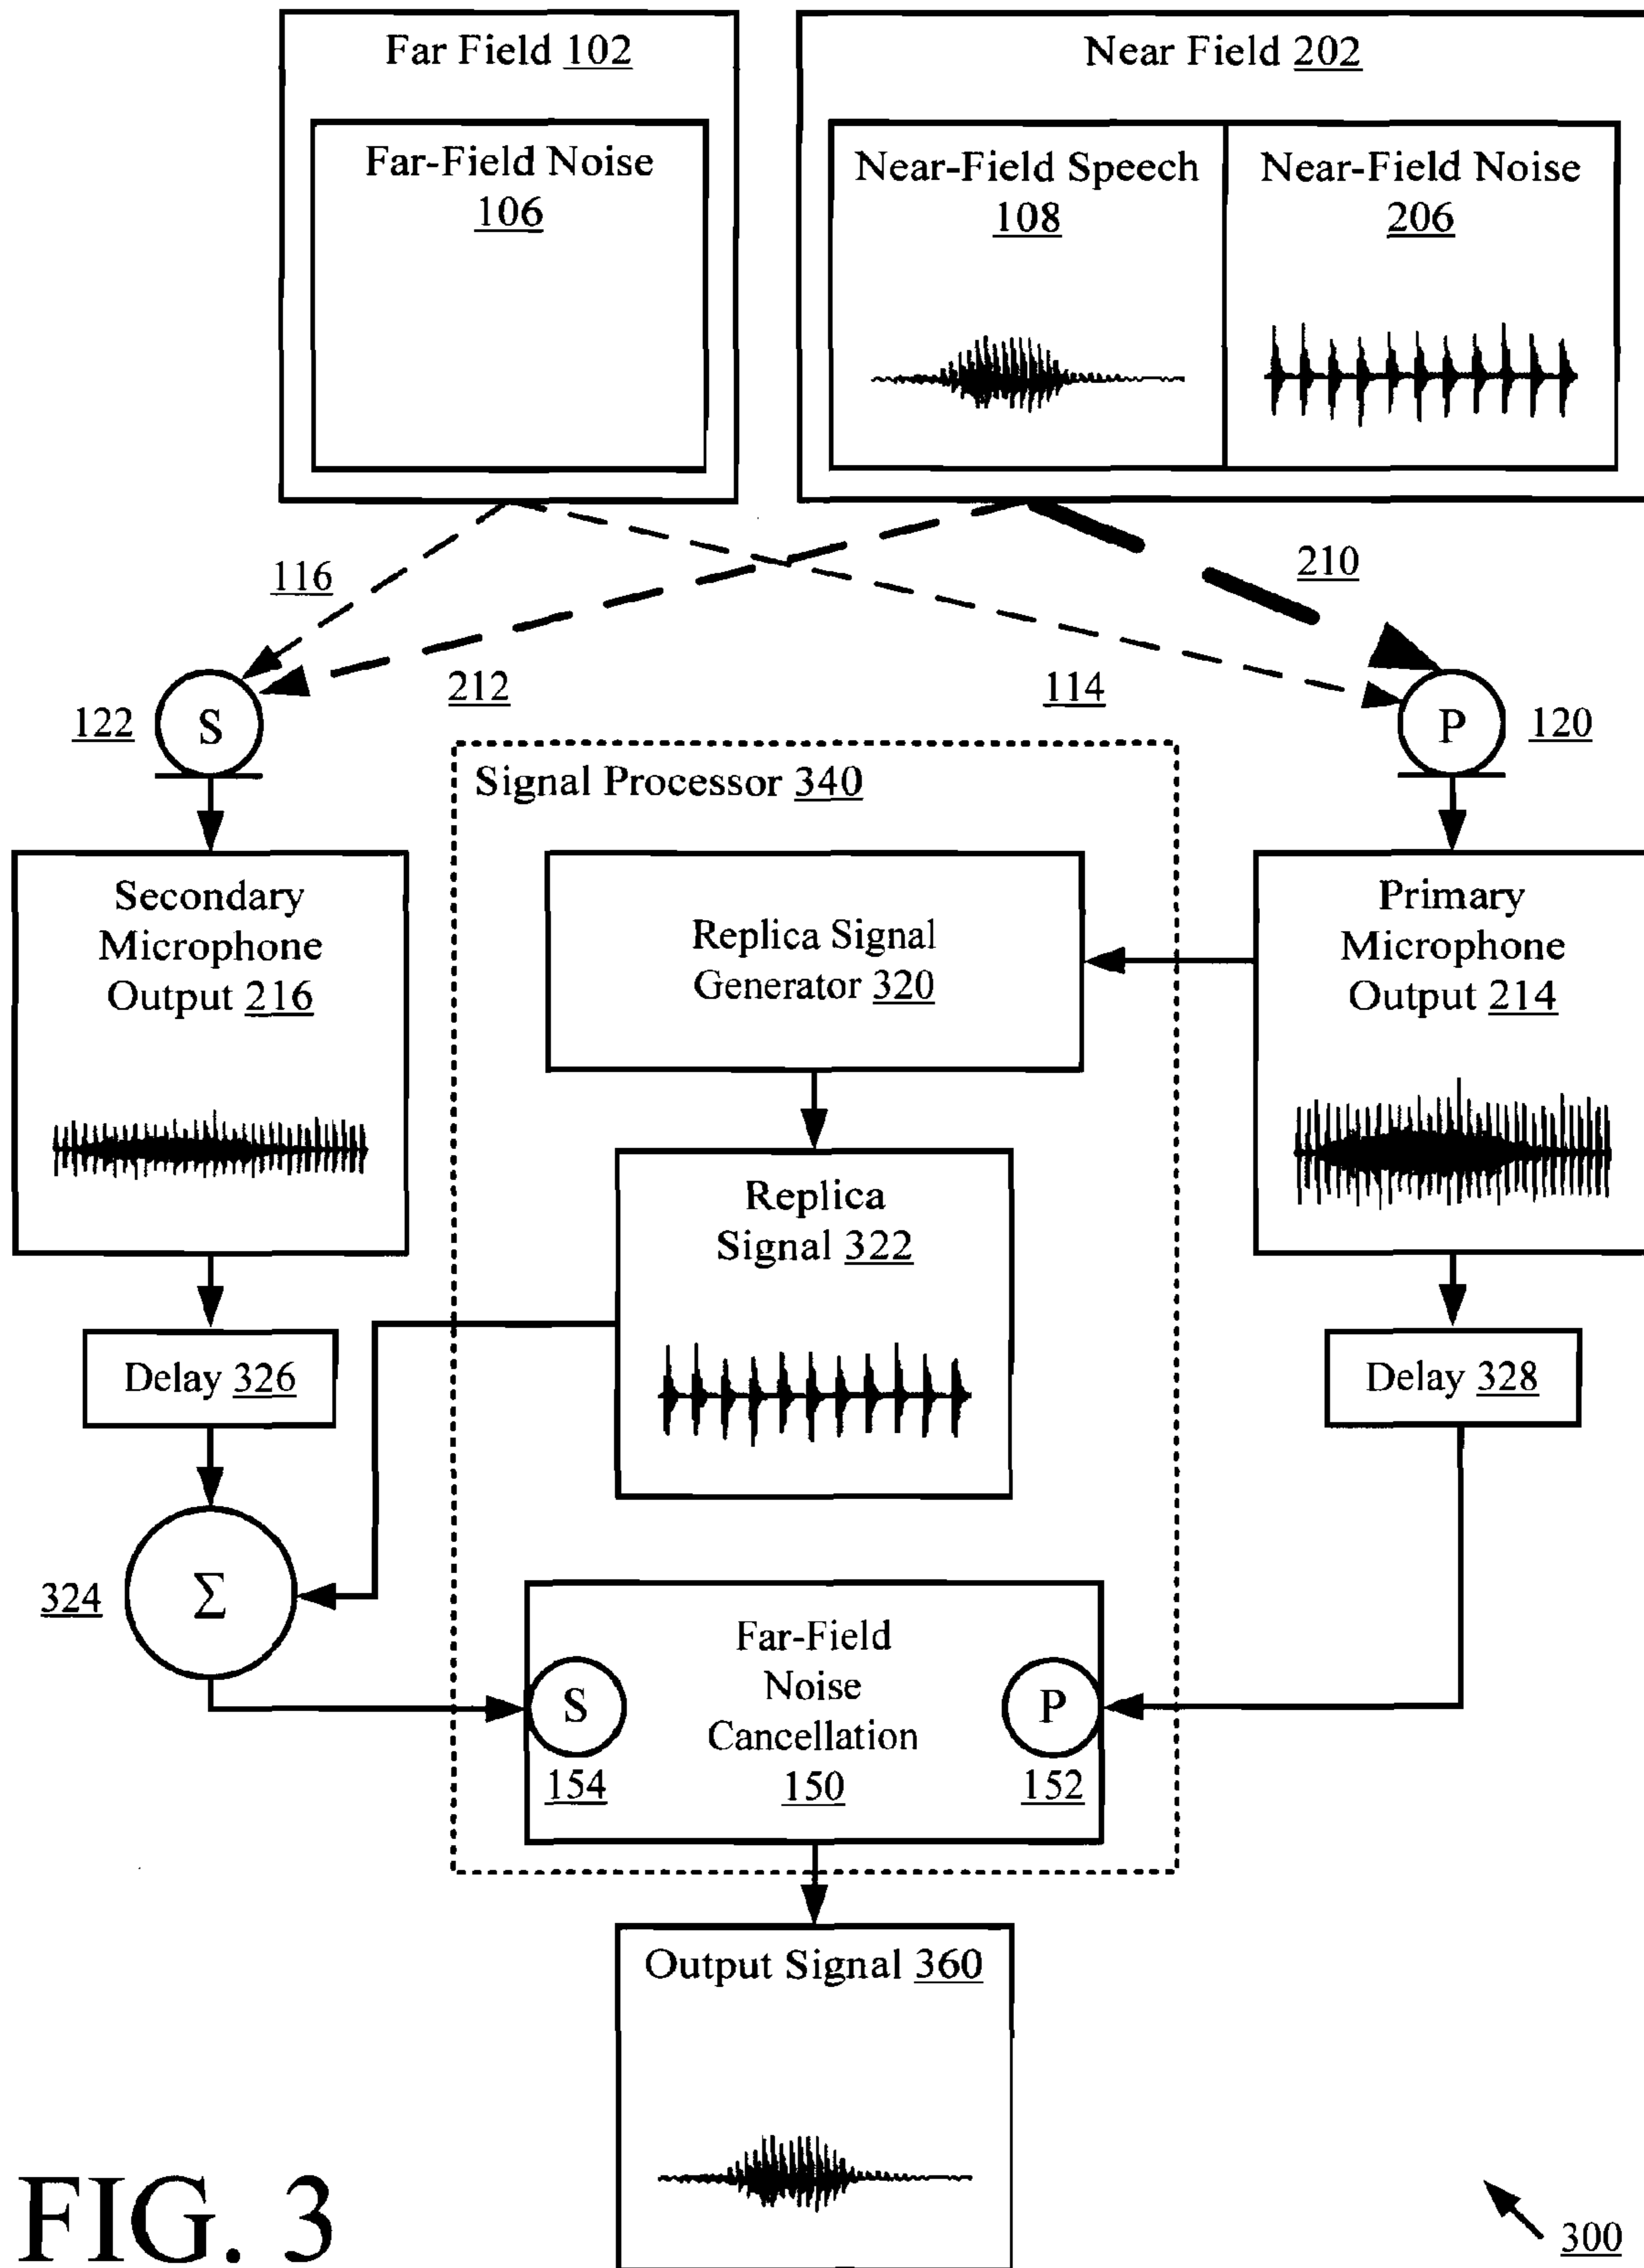 Far Field 102
Near Field 202
Far-Field Noise
106
Near-Field Speech
108
Near-Field Noise
206
116
212
114
210
122
S
P
120
Signal Processor 340
Secondary
Microphone
Output 216
Replica Signal
Generator 320
Primary
Microphone
Output 214
Replica
Signal 322
Delay 326
Delay 328
324
Σ
Far-Field
Noise
Cancellation
150
S
154
P
152
Output Signal 360
FIG. 3
300